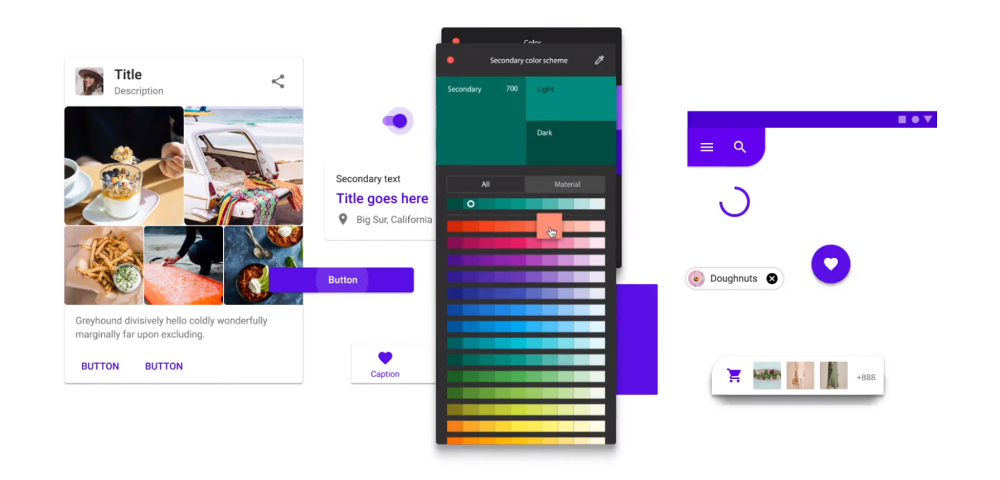 Title
Description
Greyhound divisively hello coldly wonderfully
marginally far upon excluding.
BUTTON BUTTON
Secondary text
Title goes here
Big Sur, California
Button
Caption
Color
Secondary color scheme
Secondary 700
Light
Dark
All Material
Doughnuts
+888